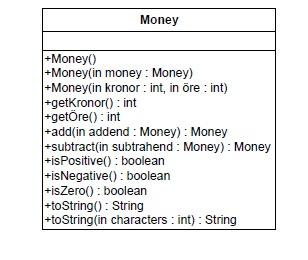 Money
+Money()
+Money(in money : Money)
+Money(in kronor : int, in öre : int)
+getKronor() : int
+getÖre() : int
+add(in addend : Money) : Money
+subtract(in subtrahend : Money) : Money
+isPositive() : boolean
+isNegative() : boolean
+isZero() : boolean
+toString() : String
+toString(in characters : int) : String